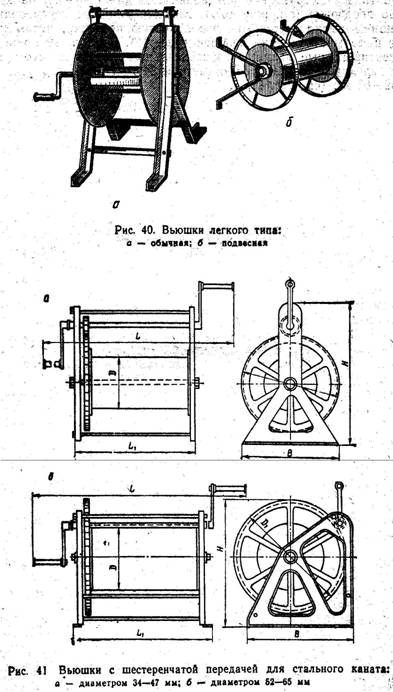 а
б
Рис. 40. Вьюшки легкого типа:
а — обычная; б — подвесная
а
L
D
H
L₁
B
б
L
D
H
L₁
B
Рис. 41 Вьюшки с шестеренчатой передачей для стального каната:
а — диаметром 34—47 мм; б — диаметром 52—65 мм